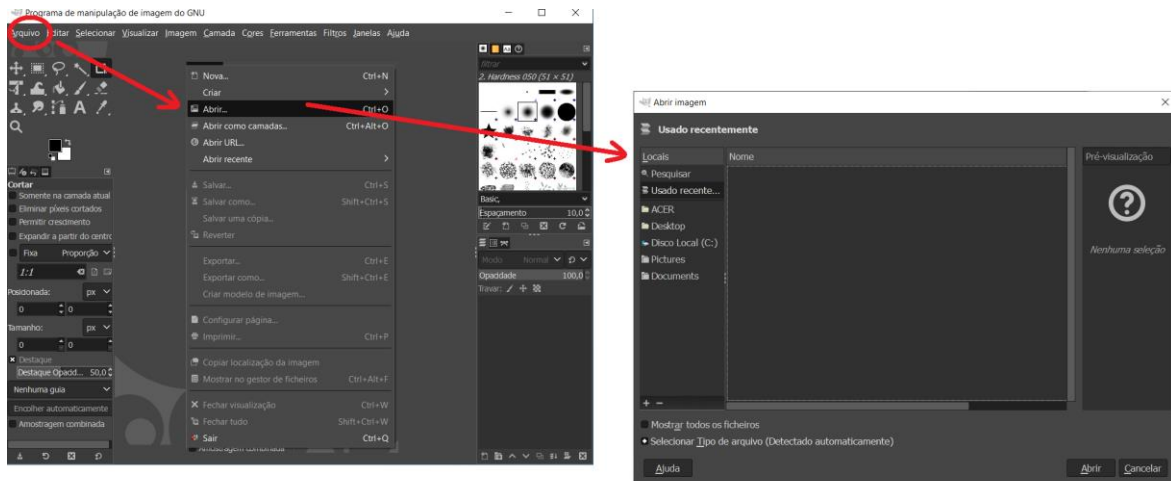 Programa de manipulação de imagem do GNU
Arquivo Editar Selecionar Visualizar Imagem Camada Cores Ferramentas Filtros Janelas Ajuda
Nova... Ctrl+N
Criar
Abrir... Ctrl+O
Abrir como camadas.. Ctrl+Alt+O
Abrir URL...
Abrir recente
Salvar... Ctrl+S
Salvar como... Shift+Ctrl+S
Salvar uma cópia...
Reverter
Exportar... Ctrl+E
Exportar como... Shift+Ctrl+E
Criar modelo de imagem...
Configurar página...
Imprimir... Ctrl+P
Copiar localização da imagem
Mostrar no gestor de ficheiros Ctrl+Alt+F
Fechar visualização Ctrl+W
Fechar tudo Shift+Ctrl+W
Sair Ctrl+Q
Amostragem combinada
Cortar
Somente na camada atual
Eliminar píxeis cortados
Permitir crescimento
Expandir a partir do centro
Fixa Proporção
1:1
Posicionada: px
0 0
Tamanho: px
0 0
Destaque
Destaque Opacid... 50,0
Nenhuma guia
Encolher automaticamente
Amostragem combinada
filtrar
2. Hardness 050 (51 × 51)
Basic,
Espaçamento 10,0
Modo Normal
Opacidade 100,0
Travar:
Abrir imagem
Usado recentemente
Locais Nome Pré-visualização
Pesquisar
Usado recente...
ACER
Desktop
Disco Local (C:)
Pictures
Documents
Nenhuma seleção
Mostrar todos os ficheiros
Selecionar Tipo de arquivo (Detectado automaticamente)
Ajuda Abrir Cancelar